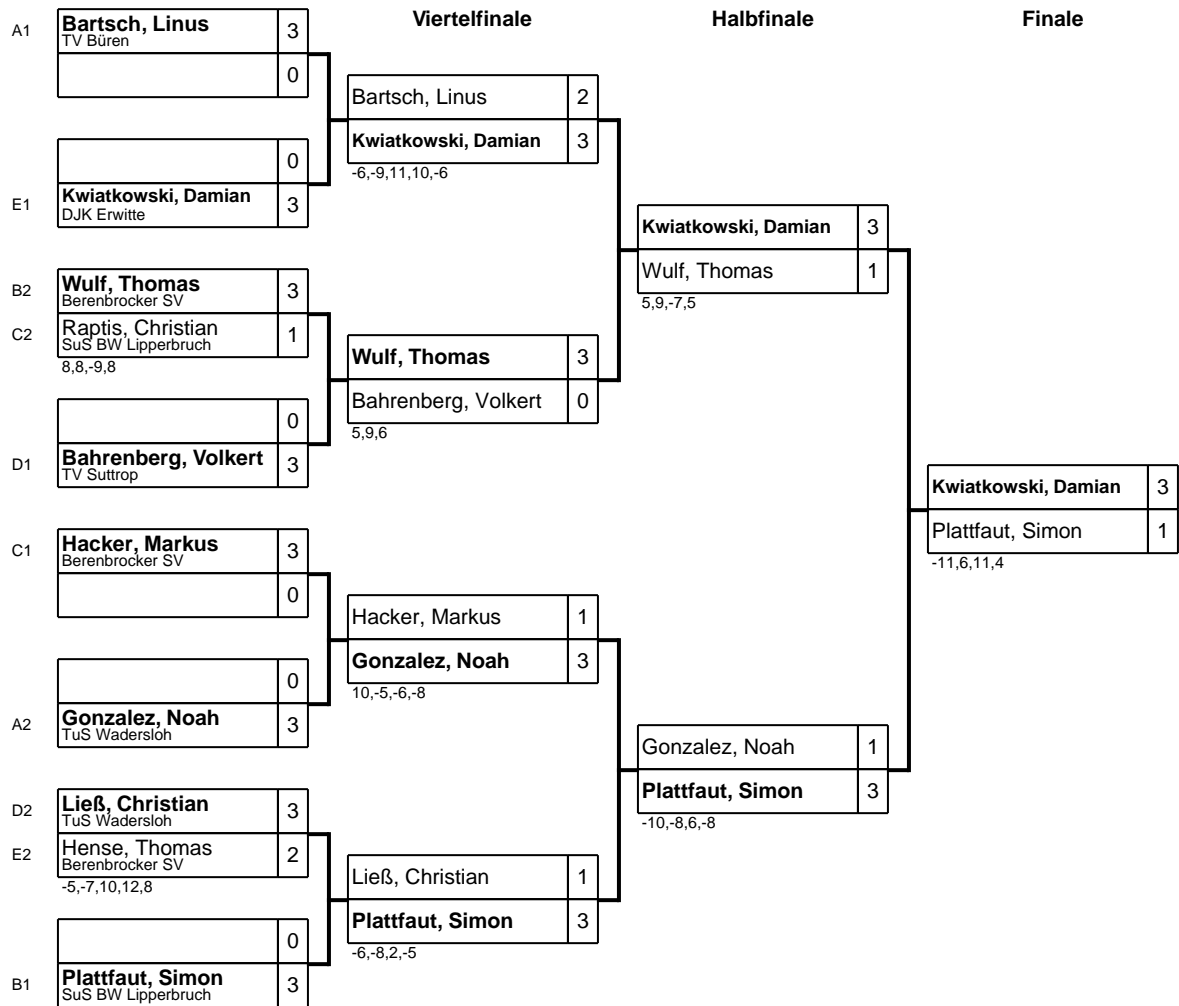 Viertelfinale
Halbfinale
Finale
A1
Bartsch, Linus
TV Büren
3
0
0
E1
Kwiatkowski, Damian
DJK Erwitte
3
B2
Wulf, Thomas
Berenbrocker SV
3
C2
Raptis, Christian
SuS BW Lipperbruch
1
8,8,-9,8
0
D1
Bahrenberg, Volkert
TV Suttrop
3
C1
Hacker, Markus
Berenbrocker SV
3
0
0
A2
Gonzalez, Noah
TuS Wadersloh
3
D2
Ließ, Christian
TuS Wadersloh
3
E2
Hense, Thomas
Berenbrocker SV
2
-5,-7,10,12,8
0
B1
Plattfaut, Simon
SuS BW Lipperbruch
3
Bartsch, Linus 2
Kwiatkowski, Damian 3
-6,-9,11,10,-6
Wulf, Thomas 3
Bahrenberg, Volkert 0
5,9,6
Hacker, Markus 1
Gonzalez, Noah 3
10,-5,-6,-8
Ließ, Christian 1
Plattfaut, Simon 3
-6,-8,2,-5
Kwiatkowski, Damian 3
Wulf, Thomas 1
5,9,-7,5
Gonzalez, Noah 1
Plattfaut, Simon 3
-10,-8,6,-8
Kwiatkowski, Damian 3
Plattfaut, Simon 1
-11,6,11,4